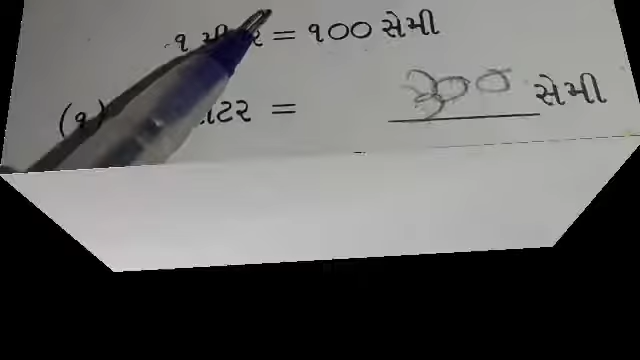 ૧ = ૧૦૦ સેમી
(૧) = ૩૦૦ સેમી